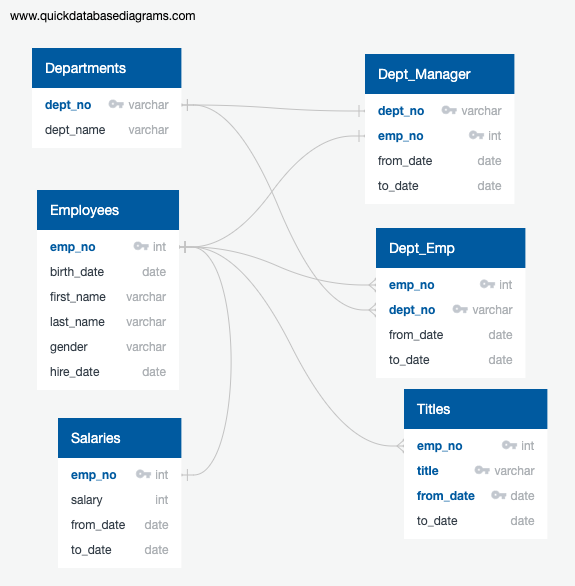 www.quickdatabasediagrams.com
Departments
dept_no varchar
dept_name varchar
Dept_Manager
dept_no varchar
emp_no int
from_date date
to_date date
Employees
emp_no int
birth_date date
first_name varchar
last_name varchar
gender varchar
hire_date date
Dept_Emp
emp_no int
dept_no varchar
from_date date
to_date date
Salaries
emp_no int
salary int
from_date date
to_date date
Titles
emp_no int
title varchar
from_date date
to_date date